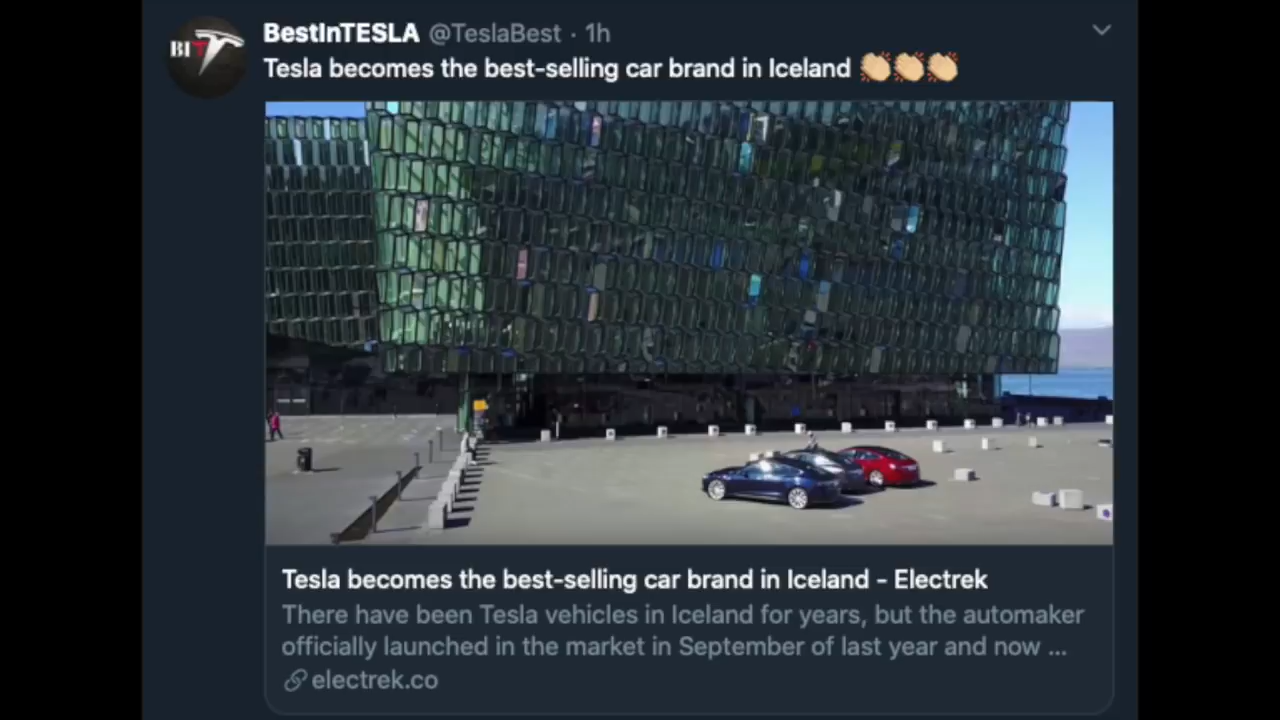 BIT
BestInTESLA @TeslaBest · 1h
Tesla becomes the best-selling car brand in Iceland 👏🏼👏🏼👏🏼
Tesla becomes the best-selling car brand in Iceland - Electrek
There have been Tesla vehicles in Iceland for years, but the automaker
officially launched in the market in September of last year and now ...
electrek.co